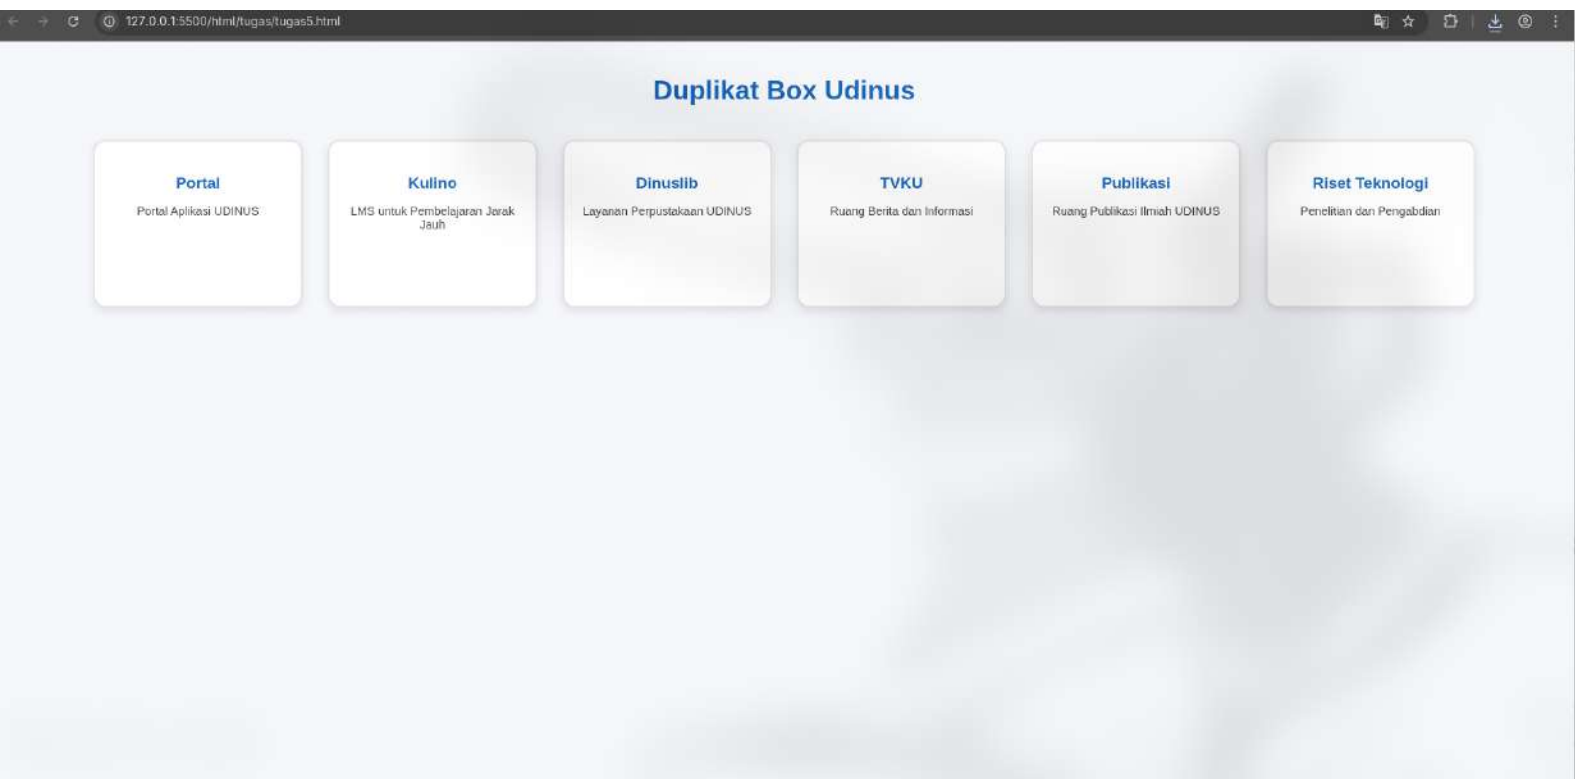 127.0.0.1:5500/html/tugas/tugas5.html
Duplikat Box Udinus
Portal
Portal Aplikasi UDINUS
Kulino
LMS untuk Pembelajaran Jarak
Jauh
Dinuslib
Layanan Perpustakaan UDINUS
TVKU
Ruang Berita dan Informasi
Publikasi
Ruang Publikasi Ilmiah UDINUS
Riset Teknologi
Penelitian dan Pengabdian